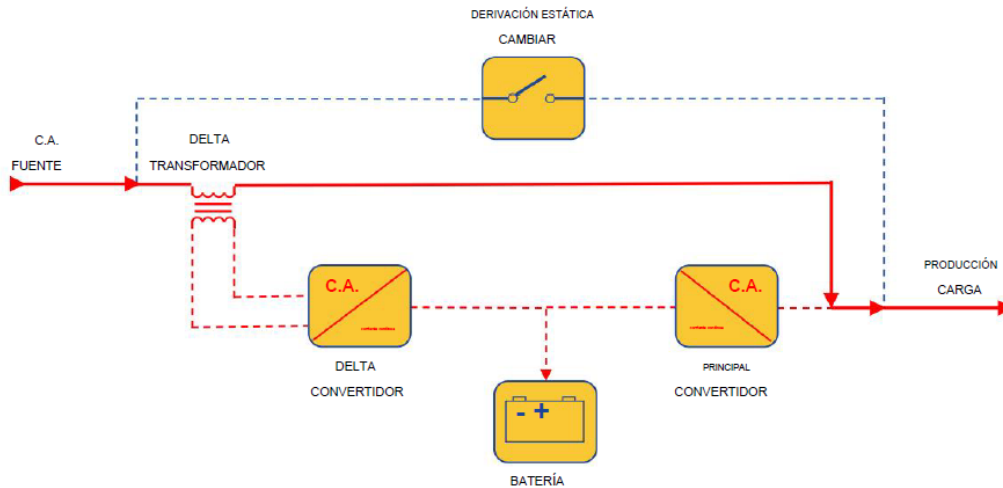 DERIVACIÓN ESTÁTICA
CAMBIAR
C.A.
FUENTE
DELTA
TRANSFORMADOR
C.A.
C.A.
PRODUCCIÓN
CARGA
DELTA
CONVERTIDOR
PRINCIPAL
CONVERTIDOR
- +
BATERÍA